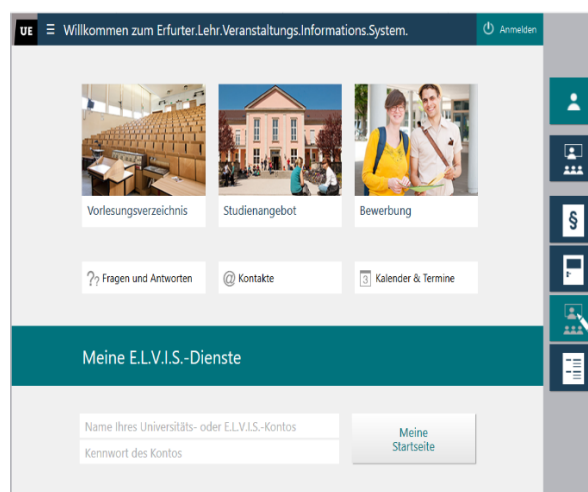 UE
Willkommen zum Erfurter.Lehr.Veranstaltungs.Informations.System.
Anmelden
Vorlesungsverzeichnis
Studienangebot
Bewerbung
?? Fragen und Antworten
@ Kontakte
3 Kalender & Termine
§
Meine E.L.V.I.S.-Dienste
Name Ihres Universitäts- oder E.L.V.I.S.-Kontos
Kennwort des Kontos
Meine
Startseite